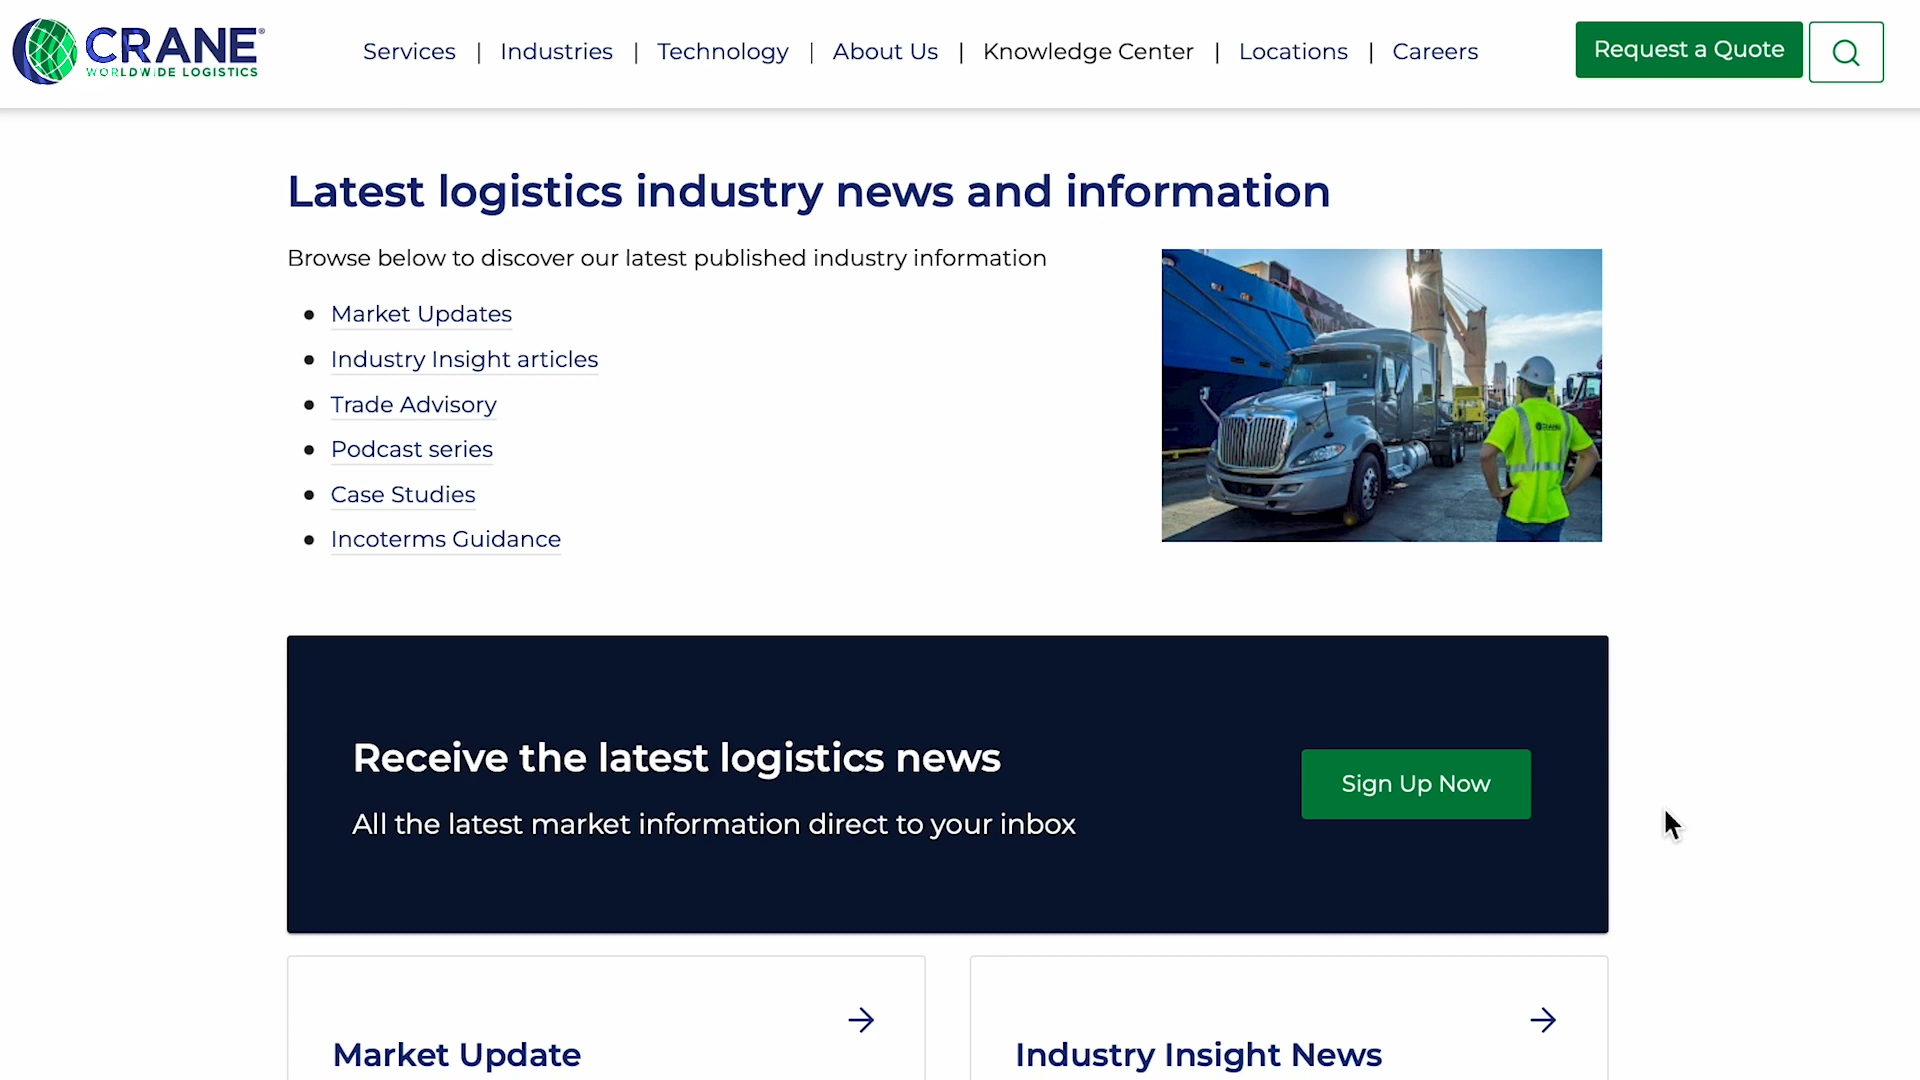 CRANE®
WORLDWIDE LOGISTICS
Services | Industries | Technology | About Us | Knowledge Center | Locations | Careers
Request a Quote
Latest logistics industry news and information
Browse below to discover our latest published industry information
Market Updates
Industry Insight articles
Trade Advisory
Podcast series
Case Studies
Incoterms Guidance
CRANE
Receive the latest logistics news
All the latest market information direct to your inbox
Sign Up Now
Market Update
Industry Insight News